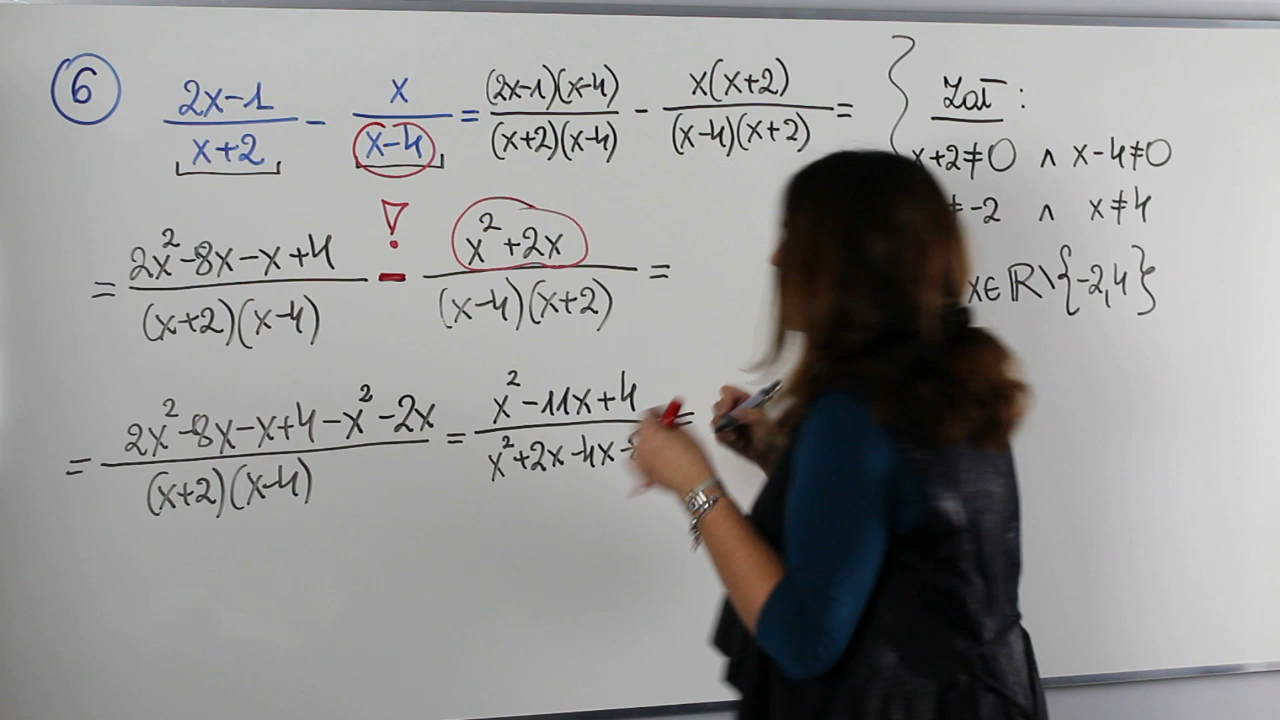 6
(2x-1)/(x+2) - x/(x-4) = ((2x-1)(x-4))/((x+2)(x-4)) - (x(x+2))/((x-4)(x+2)) =
= (2x²-8x-x+4)/((x+2)(x-4)) - (x²+2x)/((x-4)(x+2)) =
!
= (2x²-8x-x+4-x²-2x)/((x+2)(x-4)) = (x²-11x+4)/(x²+2x-4x- =
Zał:
x+2≠0 ∧ x-4≠0
≠-2 ∧ x≠4
x∈ℝ\{-2,4}